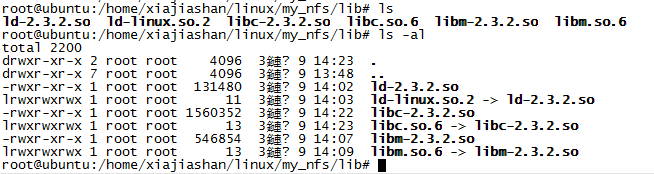 root@ubuntu:/home/xiajiashan/linux/my_nfs/lib# ls
ld-2.3.2.so  ld-linux.so.2  libc-2.3.2.so  libc.so.6  libm-2.3.2.so  libm.so.6
root@ubuntu:/home/xiajiashan/linux/my_nfs/lib# ls -al
total 2200
drwxr-xr-x 2 root root    4096  3鏈? 9 14:23  .
drwxr-xr-x 7 root root    4096  3鏈? 9 13:48  ..
-rwxr-xr-x 1 root root  131480  3鏈? 9 14:02  ld-2.3.2.so
lrwxrwxrwx 1 root root      11  3鏈? 9 14:03  ld-linux.so.2 -> ld-2.3.2.so
-rwxr-xr-x 1 root root 1560352  3鏈? 9 14:22  libc-2.3.2.so
lrwxrwxrwx 1 root root      13  3鏈? 9 14:23  libc.so.6 -> libc-2.3.2.so
-rwxr-xr-x 1 root root  546854  3鏈? 9 14:07  libm-2.3.2.so
lrwxrwxrwx 1 root root      13  3鏈? 9 14:09  libm.so.6 -> libm-2.3.2.so
root@ubuntu:/home/xiajiashan/linux/my_nfs/lib#